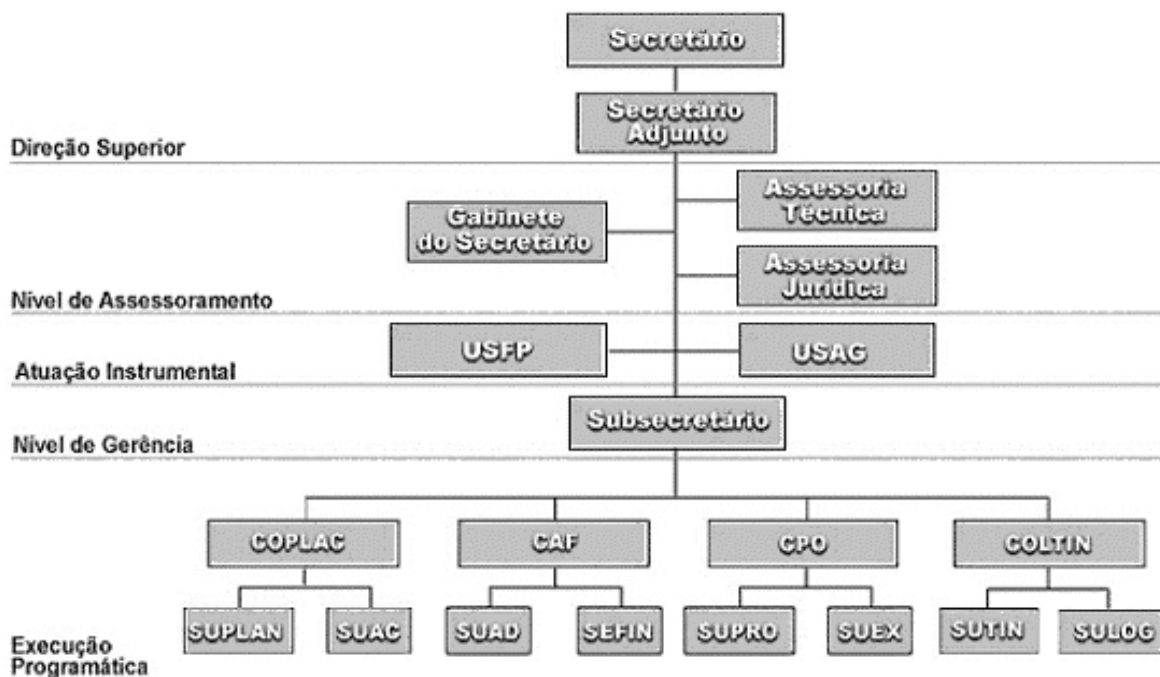 Secretário
Secretário
Adjunto
Direção Superior
Assessoria
Técnica
Gabinete
do Secretário
Assessoria
Jurídica
Nível de Assessoramento
USFP
USAG
Atuação Instrumental
Subsecretário
Nível de Gerência
COPLAC
CAF
CPO
COLTIN
SUPLAN
SUAC
SUAD
SEFIN
SUPRO
SUEX
SUTIN
SULOG
Execução
Programática